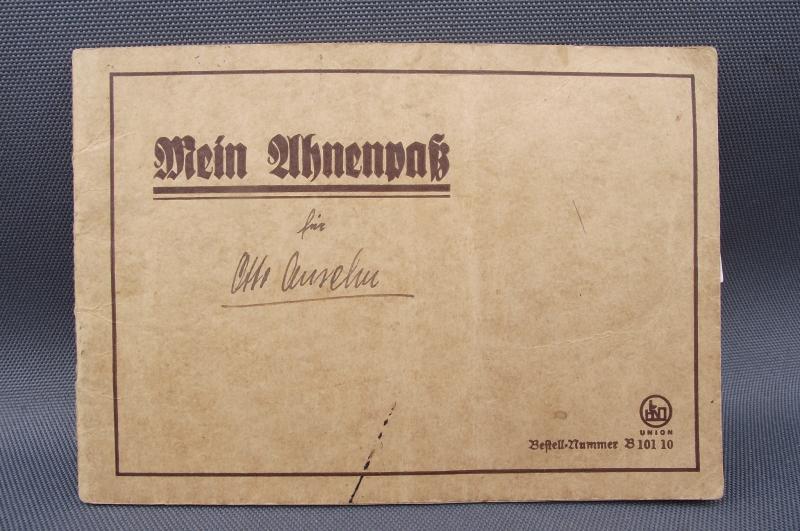 Mein Ahnenpaß
für
Otto Anselm
UNION
Bestell-Nummer B 101 10